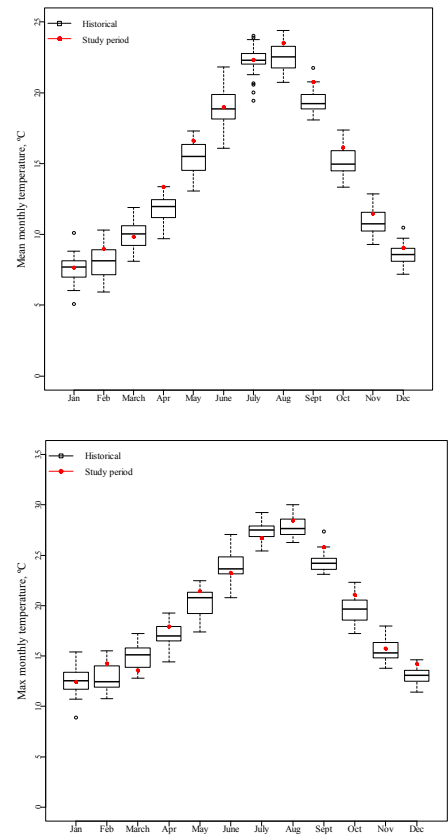 Historical
Study period
Mean monthly temperature, ºC
25
20
15
10
5
0
Jan Feb March Apr May June July Aug Sept Oct Nov Dec
Historical
Study period
Max monthly temperature, ºC
35
30
25
20
15
10
5
0
Jan Feb March Apr May June July Aug Sept Oct Nov Dec